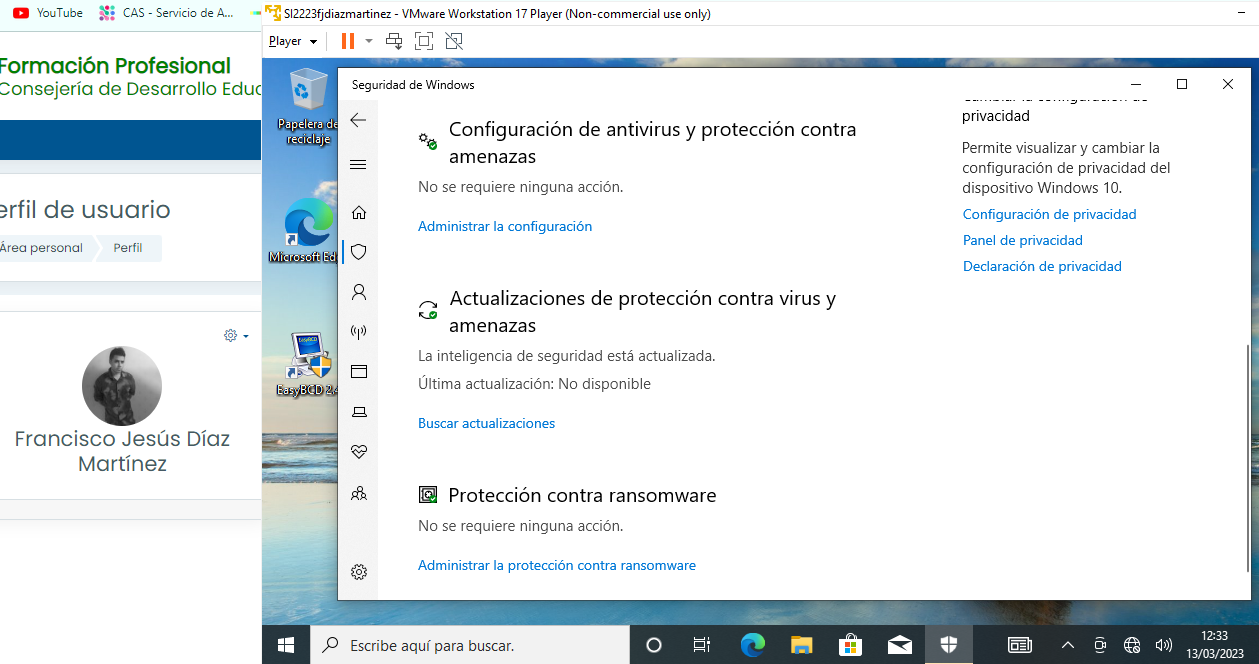 YouTube
CAS - Servicio de A...
SI2223fjdiazmartinez - VMware Workstation 17 Player (Non-commercial use only)
Player
Formación Profesional
Consejería de Desarrollo Educ
erfil de usuario
Área personal
Perfil
Francisco Jesús Díaz
Martínez
Papelera de
reciclaje
Microsoft Ed
EasyBCD
EasyBCD 2.4
Seguridad de Windows
Configuración de antivirus y protección contra
amenazas
No se requiere ninguna acción.
Administrar la configuración
Actualizaciones de protección contra virus y
amenazas
La inteligencia de seguridad está actualizada.
Última actualización: No disponible
Buscar actualizaciones
Protección contra ransomware
No se requiere ninguna acción.
Administrar la protección contra ransomware
Cambiar la configuración de
privacidad
Permite visualizar y cambiar la
configuración de privacidad del
dispositivo Windows 10.
Configuración de privacidad
Panel de privacidad
Declaración de privacidad
Escribe aquí para buscar.
12:33
13/03/2023